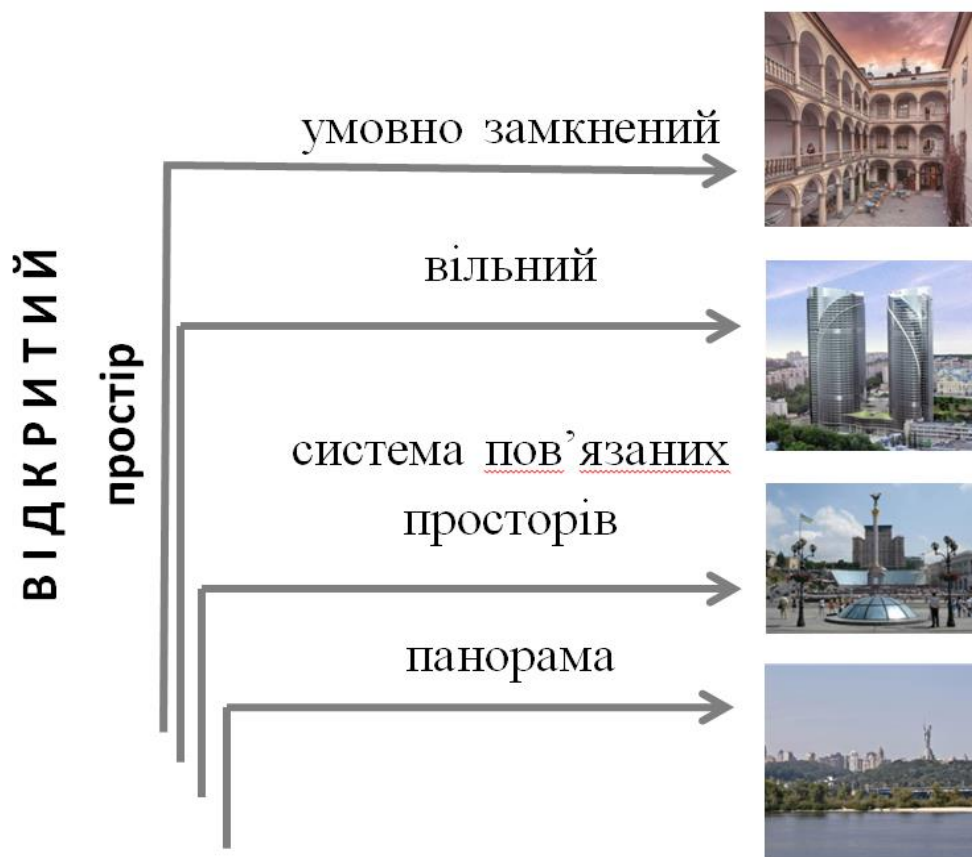 ВІДКРИТИЙ
простір
умовно замкнений
вільний
система пов’язаних
просторів
панорама